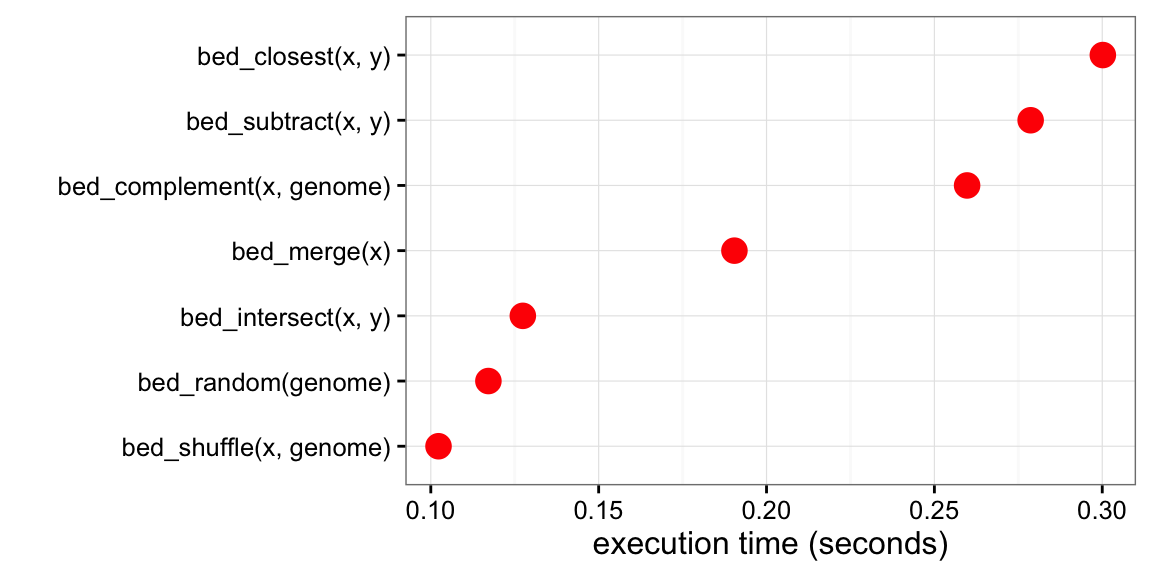 bed_closest(x, y)
bed_subtract(x, y)
bed_complement(x, genome)
bed_merge(x)
bed_intersect(x, y)
bed_random(genome)
bed_shuffle(x, genome)
0.10 0.15 0.20 0.25 0.30
execution time (seconds)